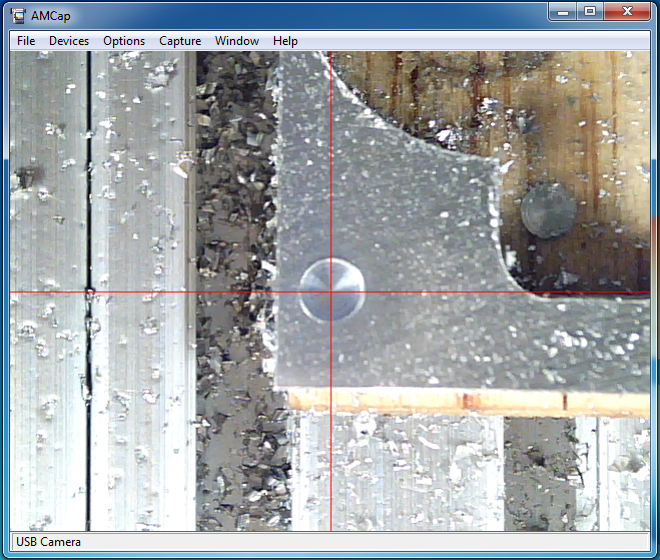 AMCap
File Devices Options Capture Window Help
USB Camera